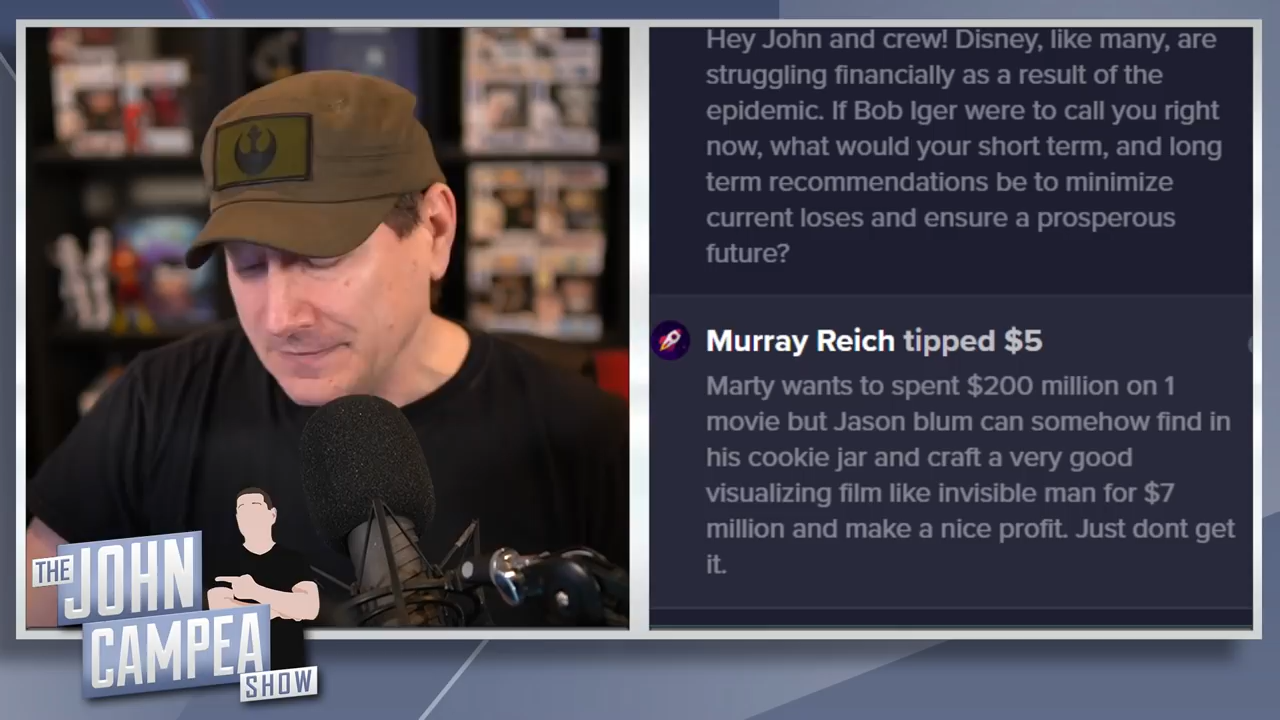 Hey John and crew! Disney, like many, are
struggling financially as a result of the
epidemic. If Bob Iger were to call you right
now, what would your short term, and long
term recommendations be to minimize
current loses and ensure a prosperous
future?
Murray Reich tipped $5
Marty wants to spent $200 million on 1
movie but Jason blum can somehow find in
his cookie jar and craft a very good
visualizing film like invisible man for $7
million and make a nice profit. Just dont get
it.
THE
JOHN
CAMPEA
SHOW